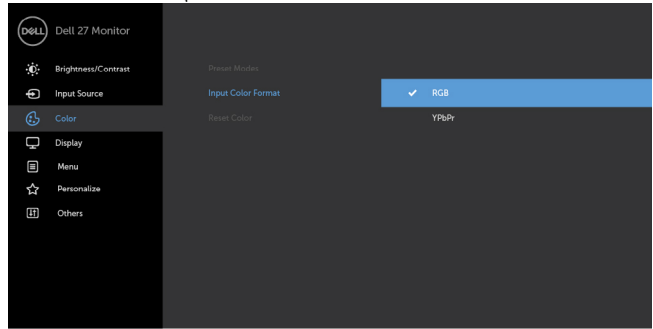 DELL Dell 27 Monitor
Brightness/Contrast
Preset Modes
Input Source
Input Color Format
✓ RGB
Color
Reset Color
YPbPr
Display
Menu
Personalize
Others